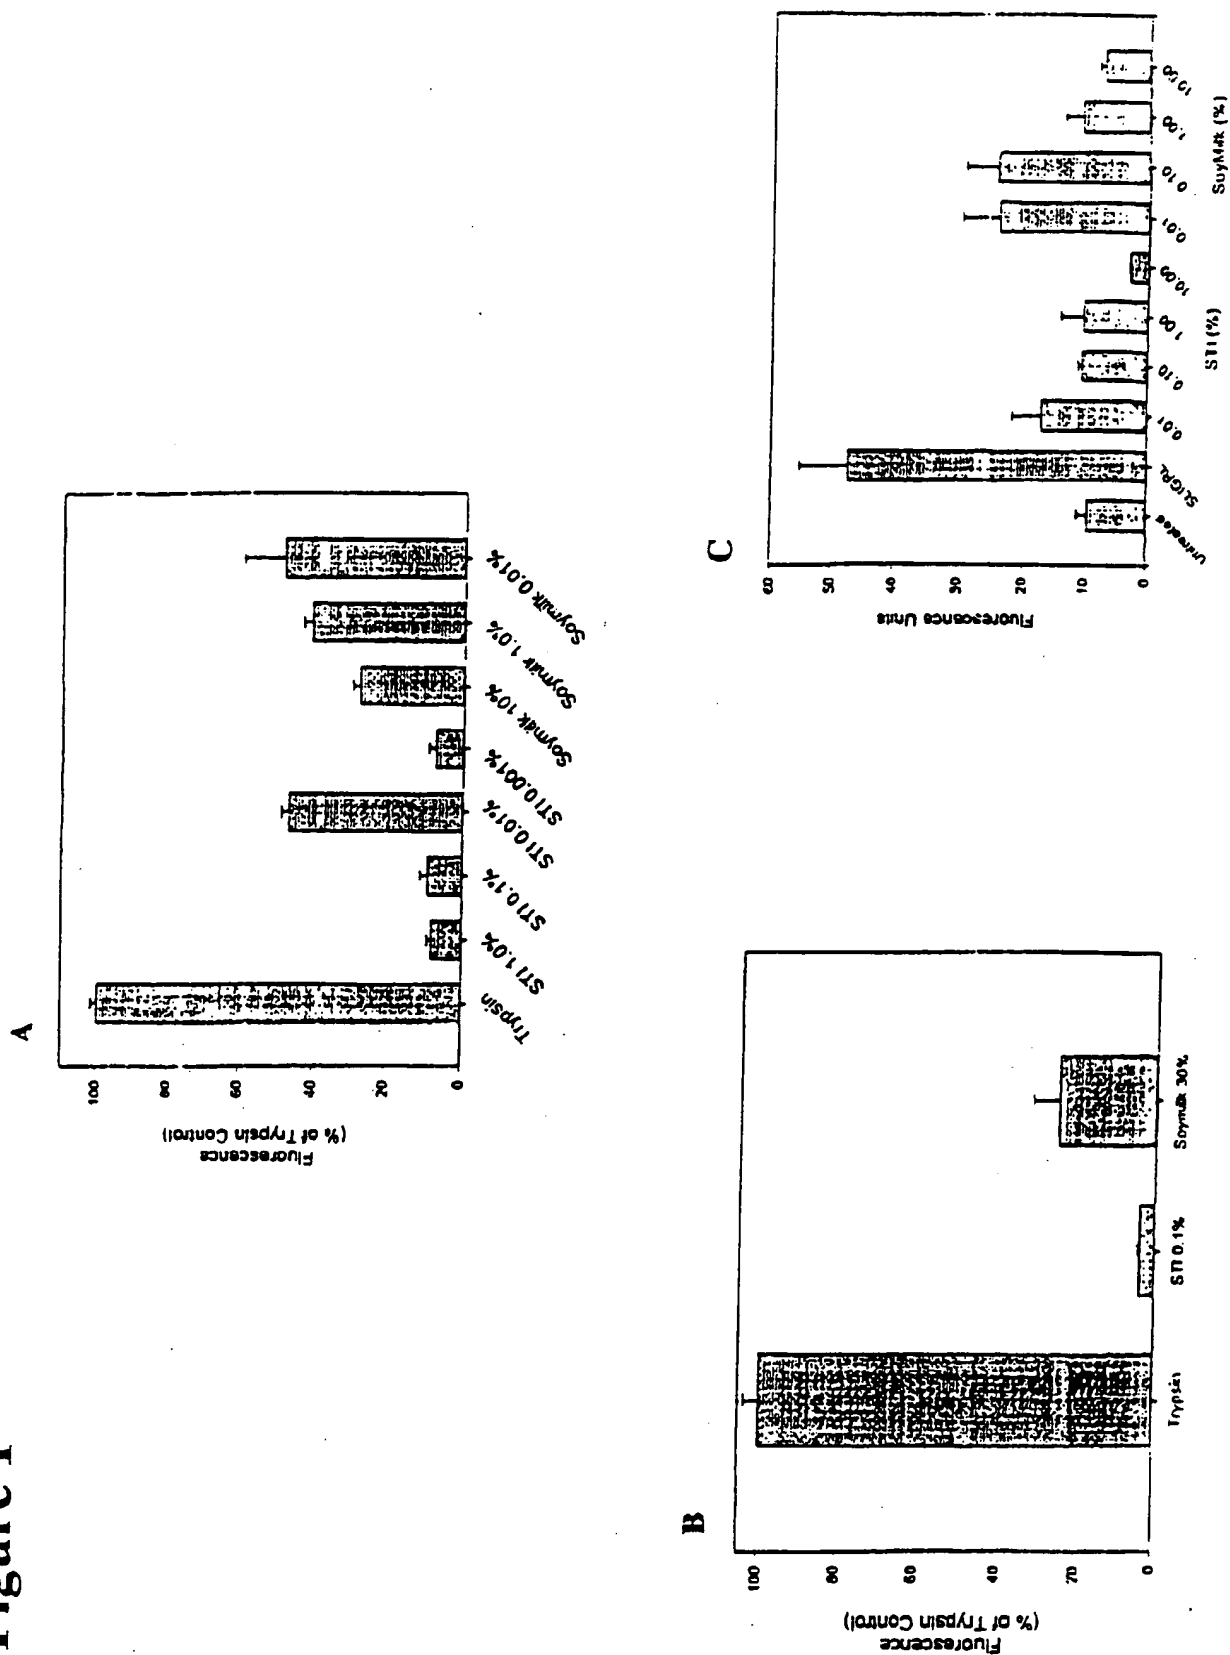 Figure 1
A
Fluorescence
(% of Trypsin Control)
100
80
60
40
20
0
Trypsin
STI 1.0%
STI 0.1%
STI 0.01%
STI 0.001%
Soymilk 10%
Soymilk 1.0%
Soymilk 0.01%
B
Fluorescence
(% of Trypsin Control)
100
80
60
40
20
0
Trypsin
STI 0.1%
Soymilk 30%
C
Fluorescence Units
60
50
40
30
20
10
0
Untreated
SLIGRL
0.01
0.10
1.00
10.00
0.01
0.10
1.00
10.00
STI (%)
SoyMilk (%)